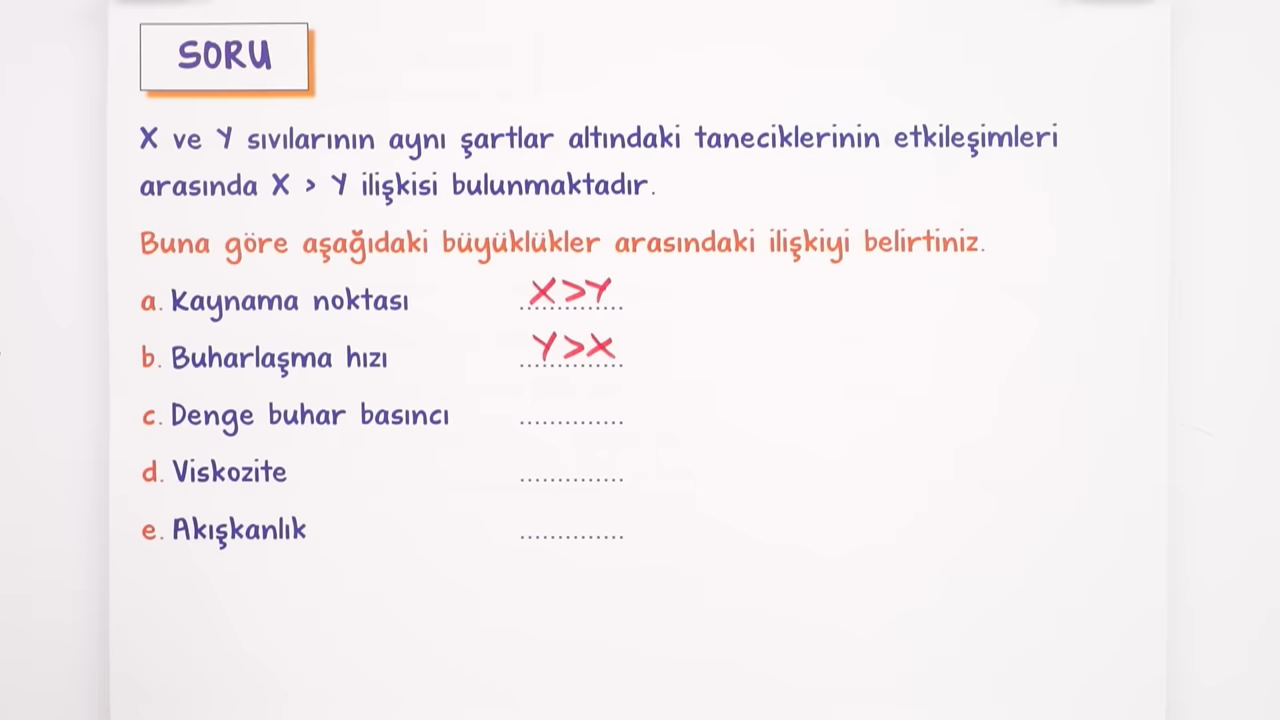 SORU
X ve Y sıvılarının aynı şartlar altındaki taneciklerinin etkileşimleri
arasında X > Y ilişkisi bulunmaktadır.
Buna göre aşağıdaki büyüklükler arasındaki ilişkiyi belirtiniz.
a. Kaynama noktası X>Y
b. Buharlaşma hızı Y>X
c. Denge buhar basıncı ..............
d. Viskozite ..............
e. Akışkanlık ..............